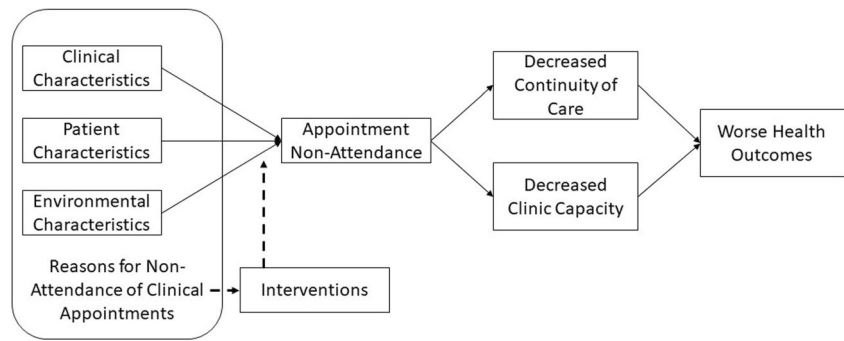 Clinical
Characteristics
Patient
Characteristics
Environmental
Characteristics
Reasons for Non-
Attendance of Clinical
Appointments
Interventions
Appointment
Non-Attendance
Decreased
Continuity of
Care
Decreased
Clinic Capacity
Worse Health
Outcomes